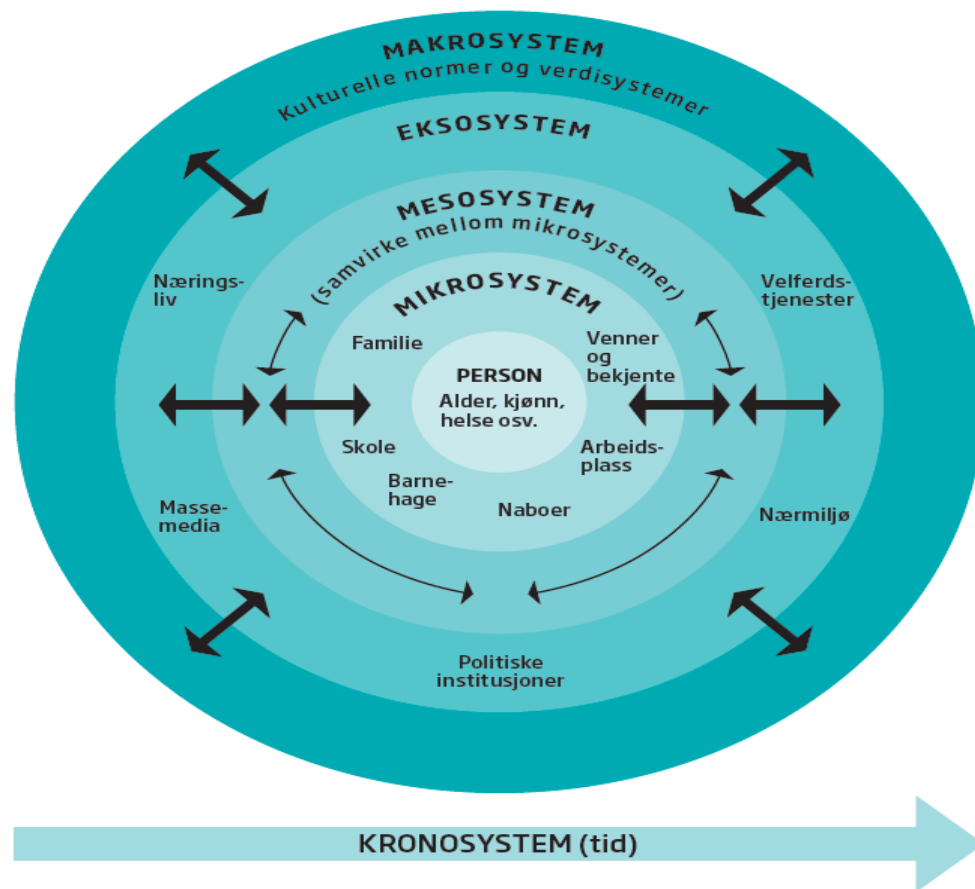 MAKROSYSTEM
Kulturelle normer og verdisystemer
EKSOSYSTEM
MESOSYSTEM
(samvirke mellom mikrosystemer)
MIKROSYSTEM
Nærings-
liv
Velferds-
tjenester
Familie
Venner
og
bekjente
PERSON
Alder, kjønn,
helse osv.
Skole
Arbeids-
plass
Barne-
hage
Naboer
Masse-
media
Nærmiljø
Politiske
institusjoner
KRONOSYSTEM (tid)